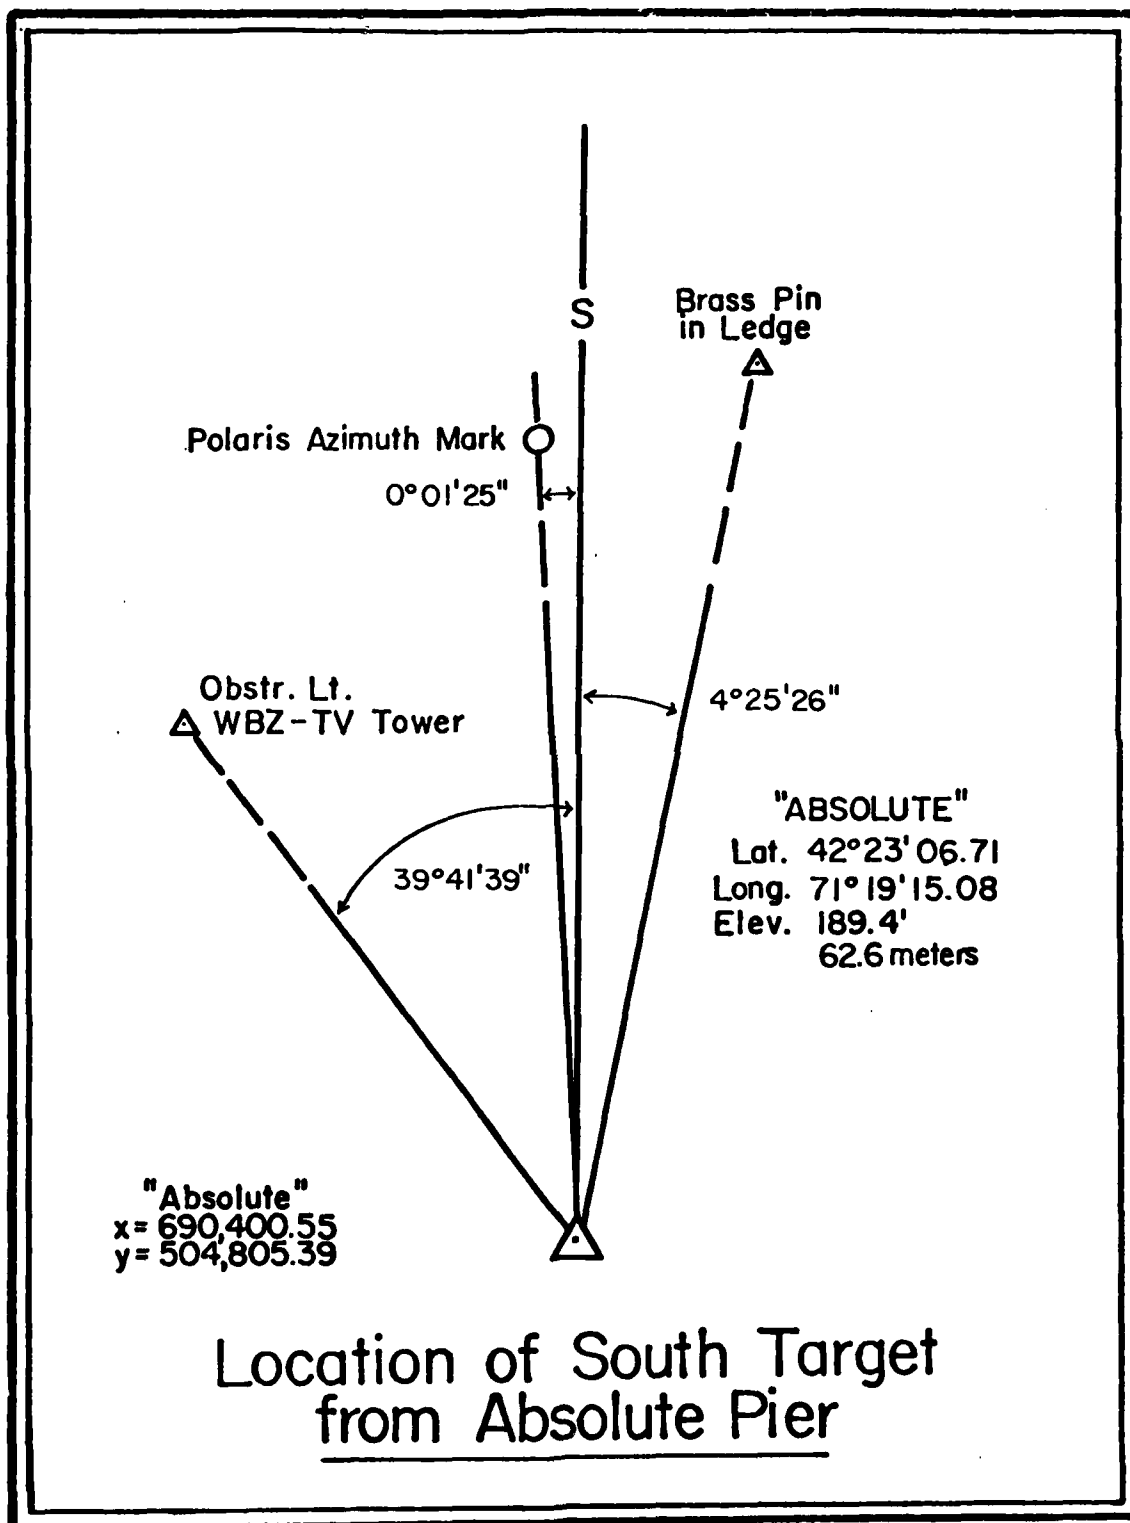 S
Brass Pin
in Ledge
Polaris Azimuth Mark
0°01'25"
Obstr. Lt.
WBZ-TV Tower
4°25'26"
39°41'39"
"ABSOLUTE"
Lat. 42°23'06.71
Long. 71°19'15.08
Elev. 189.4'
62.6 meters
"Absolute"
x= 690,400.55
y= 504,805.39
Location of South Target
from Absolute Pier